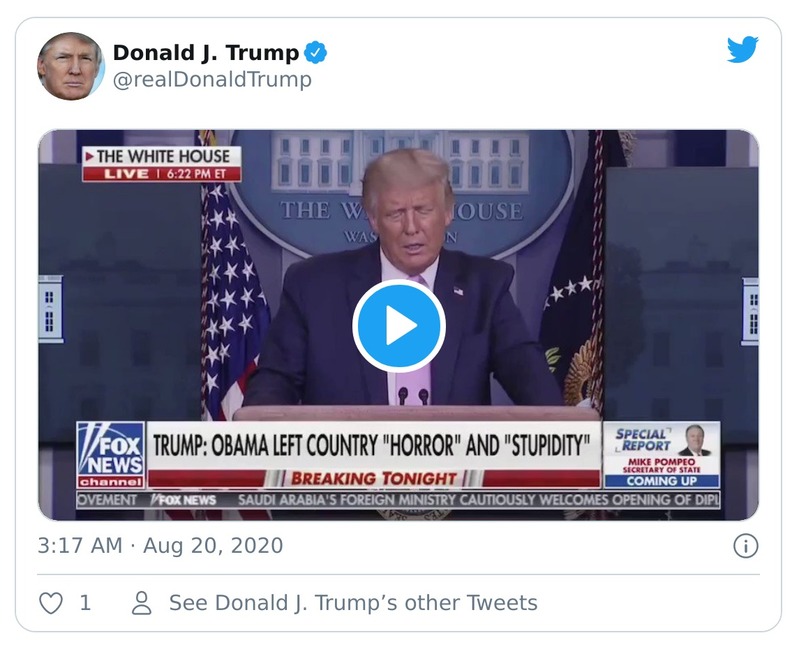 Donald J. Trump
@realDonaldTrump
THE WHITE HOUSE
LIVE | 6:22 PM ET
THE W OUSE
WAS N
FOX
NEWS
channel
TRUMP: OBAMA LEFT COUNTRY "HORROR" AND "STUPIDITY"
BREAKING TONIGHT
SPECIAL
REPORT
MIKE POMPEO
SECRETARY OF STATE
COMING UP
OVEMENT FOX NEWS SAUDI ARABIA'S FOREIGN MINISTRY CAUTIOUSLY WELCOMES OPENING OF DIPL
3:17 AM · Aug 20, 2020
1
See Donald J. Trump’s other Tweets